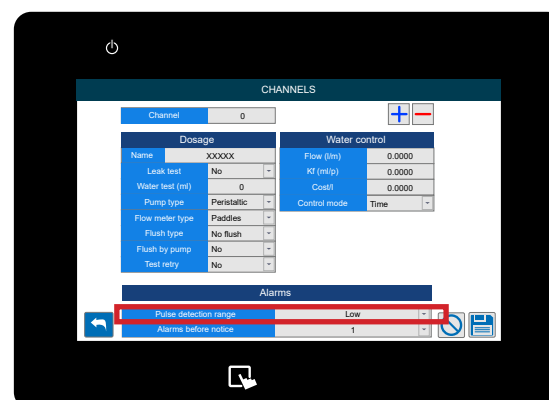 CHANNELS
Channel 0
Dosage
Name XXXXX
Leak test No
Water test (ml) 0
Pump type Peristaltic
Flow meter type Paddles
Flush type No flush
Flush by pump No
Test retry No
Water control
Flow (l/m) 0.0000
Kf (ml/p) 0.0000
Cost/l 0.0000
Control mode Time
Alarms
Pulse detection range Low
Alarms before notice 1